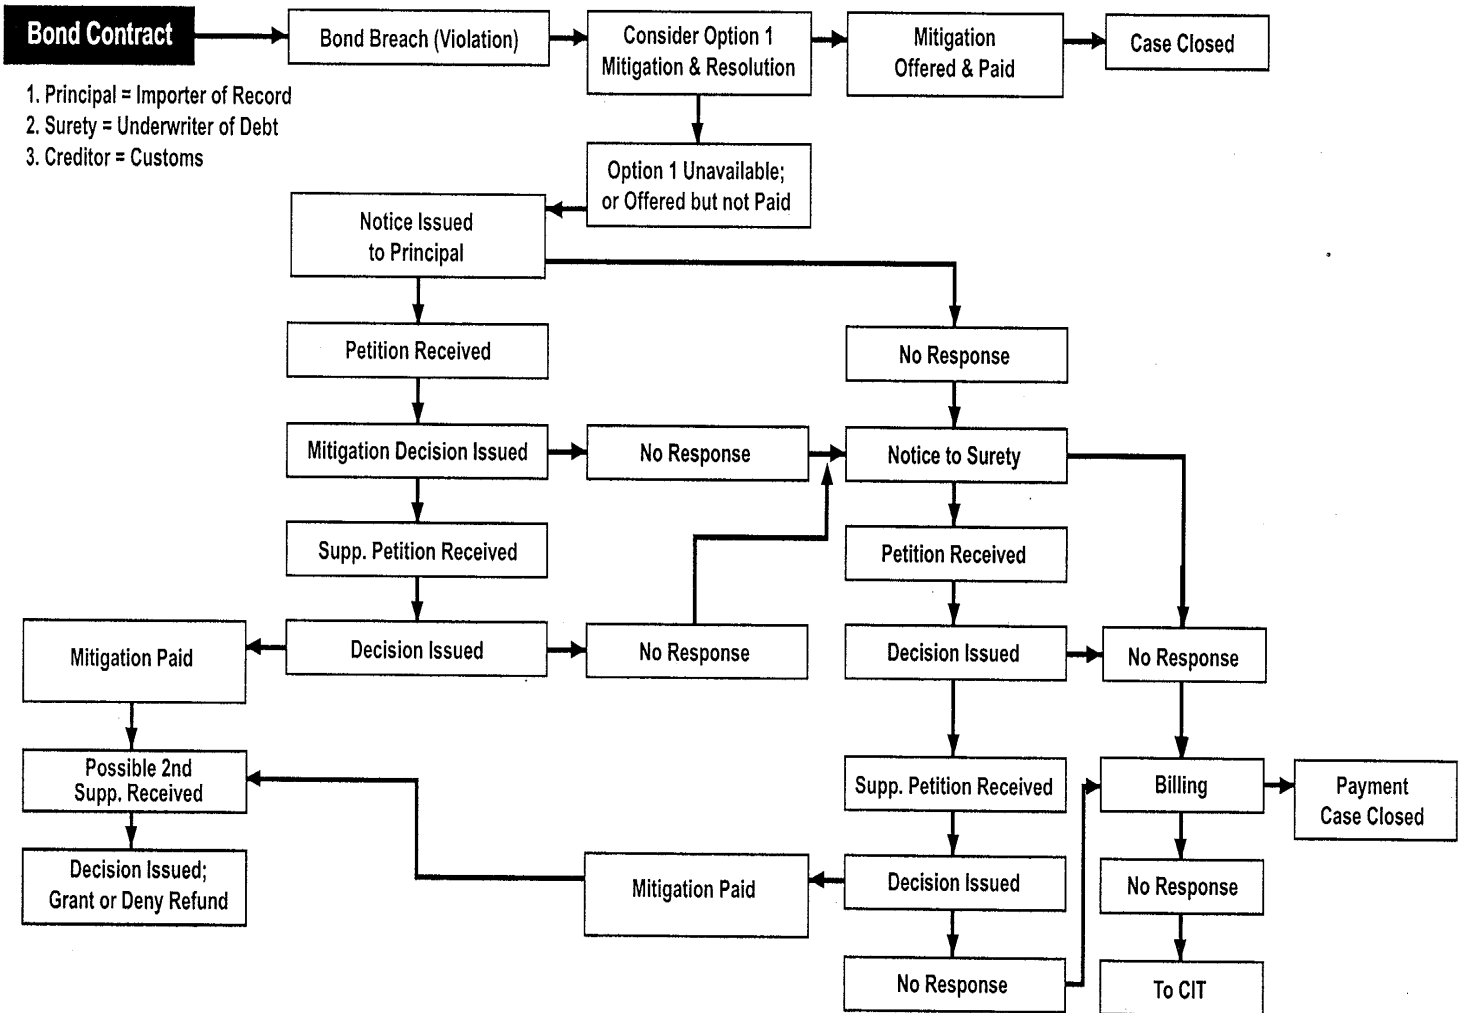 Bond Contract
Bond Breach (Violation)
Consider Option 1
Mitigation & Resolution
Mitigation
Offered & Paid
Case Closed
1. Principal = Importer of Record
2. Surety = Underwriter of Debt
3. Creditor = Customs
Option 1 Unavailable;
or Offered but not Paid
Notice Issued
to Principal
Petition Received
No Response
Mitigation Decision Issued
No Response
Notice to Surety
Supp. Petition Received
Petition Received
Mitigation Paid
Decision Issued
No Response
Decision Issued
No Response
Possible 2nd
Supp. Received
Supp. Petition Received
Billing
Payment
Case Closed
Decision Issued;
Grant or Deny Refund
Mitigation Paid
Decision Issued
No Response
No Response
To CIT